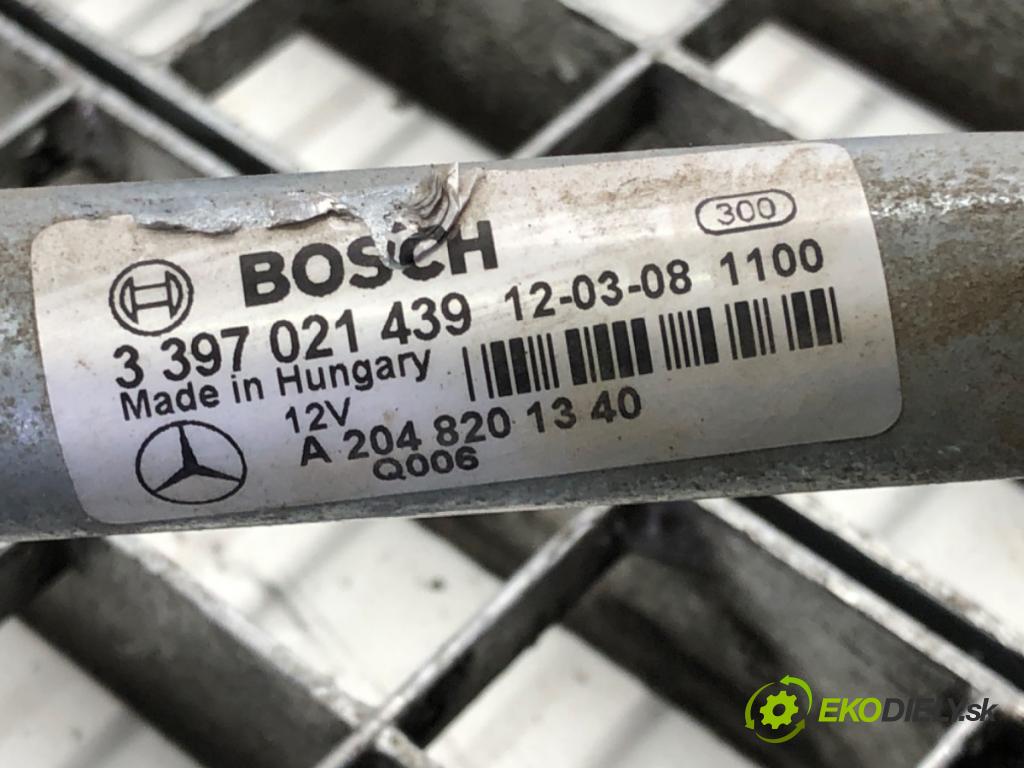 300
BOSCH
3 397 021 439 12-03-08 1100
Made in Hungary
12V
A 204 820 13 40
Q006
EKODIELY.sk